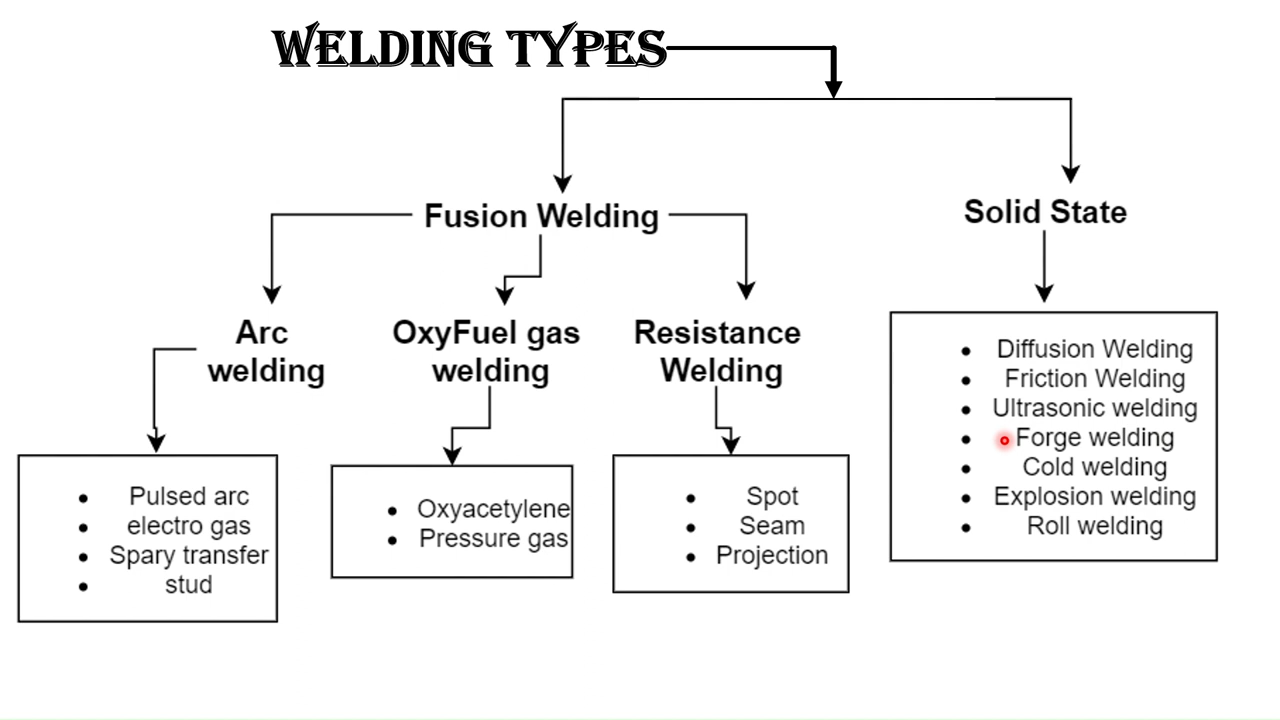 WELDING TYPES
Fusion Welding
Solid State
Arc
welding
OxyFuel gas
welding
Resistance
Welding
Pulsed arc
electro gas
Spary transfer
stud
Oxyacetylene
Pressure gas
Spot
Seam
Projection
Diffusion Welding
Friction Welding
Ultrasonic welding
Forge welding
Cold welding
Explosion welding
Roll welding